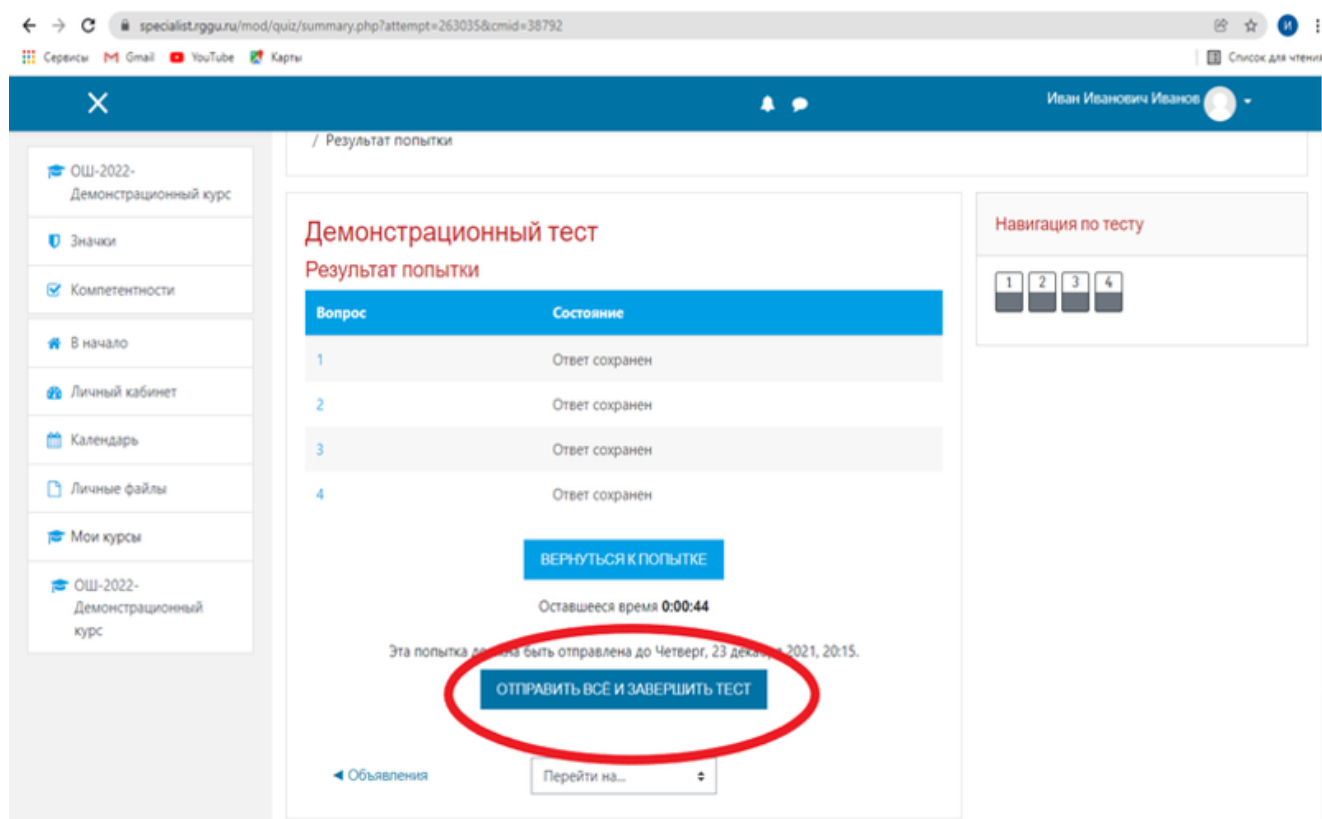 specialist.rggu.ru/mod/quiz/summary.php?attempt=263035&cmid=38792
И
Сервисы Gmail YouTube Карты
Список для чтения
Иван Иванович Иванов
/ Результат попытки
ОШ-2022-
Демонстрационный курс
Значки
Компетентности
В начало
Личный кабинет
Календарь
Личные файлы
Мои курсы
ОШ-2022-
Демонстрационный
курс
Демонстрационный тест
Результат попытки
Вопрос Состояние
1 Ответ сохранен
2 Ответ сохранен
3 Ответ сохранен
4 Ответ сохранен
ВЕРНУТЬСЯ К ПОПЫТКЕ
Оставшееся время 0:00:44
Эта попытка должна быть отправлена до Четверг, 23 декабря 2021, 20:15.
ОТПРАВИТЬ ВСЁ И ЗАВЕРШИТЬ ТЕСТ
Объявления
Перейти на...
Навигация по тесту
1 2 3 4